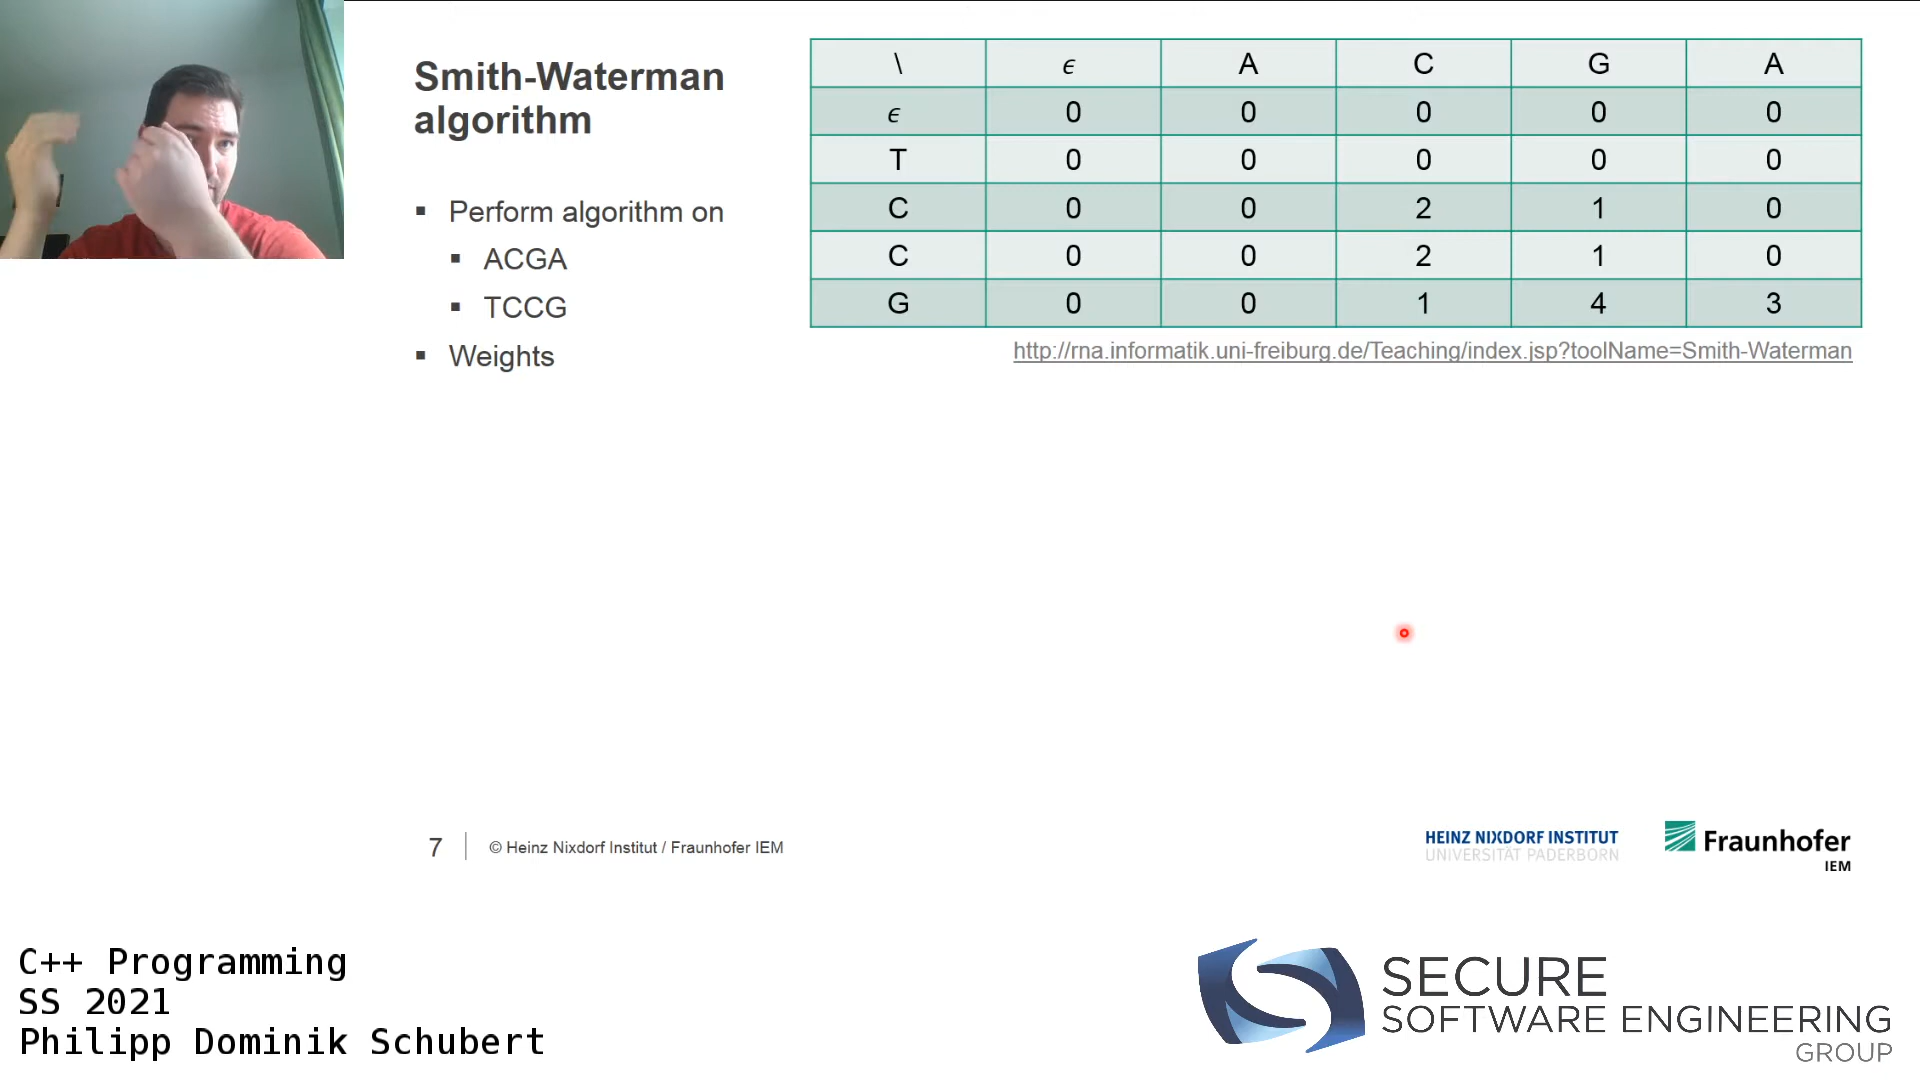 Smith-Waterman
algorithm
▪ Perform algorithm on
▪ ACGA
▪ TCCG
▪ Weights
\ ϵ A C G A
ϵ 0 0 0 0 0
T 0 0 0 0 0
C 0 0 2 1 0
C 0 0 2 1 0
G 0 0 1 4 3
http://rna.informatik.uni-freiburg.de/Teaching/index.jsp?toolName=Smith-Waterman
7 © Heinz Nixdorf Institut / Fraunhofer IEM
HEINZ NIXDORF INSTITUT
UNIVERSITÄT PADERBORN
Fraunhofer
IEM
C++ Programming
SS 2021
Philipp Dominik Schubert
SECURE
SOFTWARE ENGINEERING
GROUP